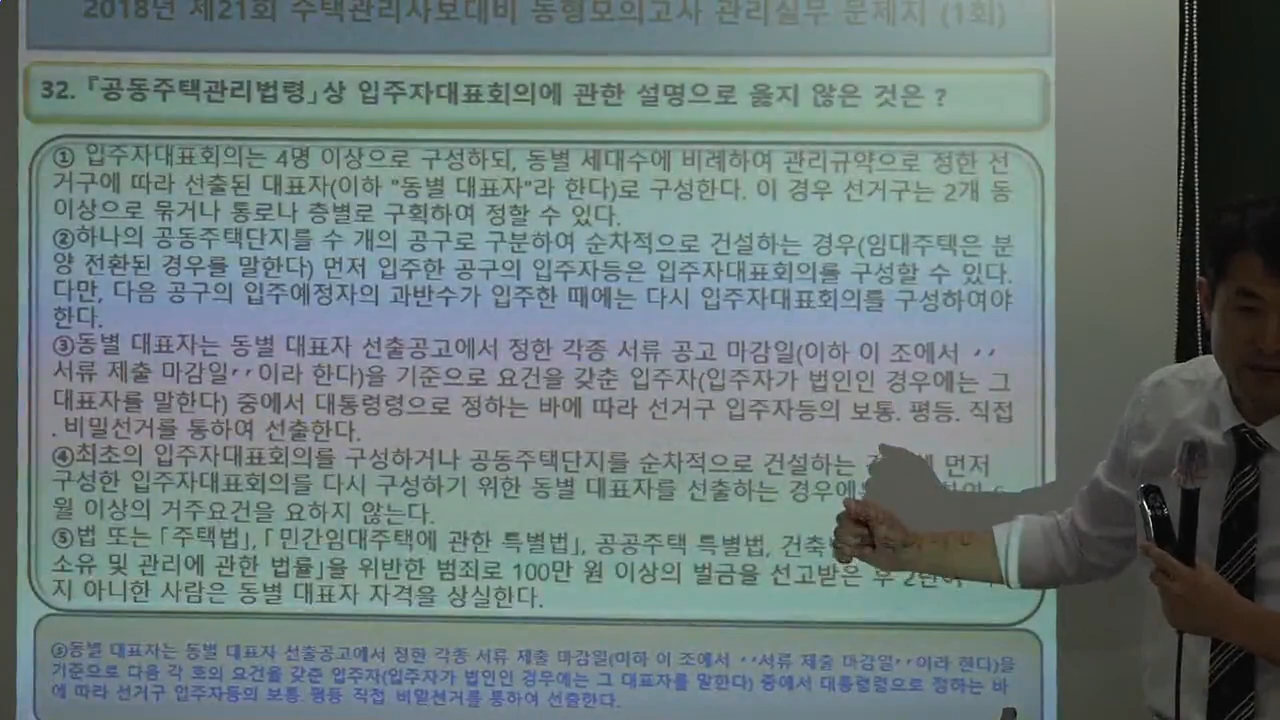 2018년 제21회 주택관리사보대비 동형모의고사 관리실무 문제지 (1회)
32. 『공동주택관리법령」상 입주자대표회의에 관한 설명으로 옳지 않은 것은 ?
① 입주자대표회의는 4명 이상으로 구성하되, 동별 세대수에 비례하여 관리규약으로 정한 선
거구에 따라 선출된 대표자(이하 "동별 대표자"라 한다)로 구성한다. 이 경우 선거구는 2개 동
이상으로 묶거나 통로나 층별로 구획하여 정할 수 있다.
②하나의 공동주택단지를 수 개의 공구로 구분하여 순차적으로 건설하는 경우(임대주택은 분
양 전환된 경우를 말한다) 먼저 입주한 공구의 입주자등은 입주자대표회의를 구성할 수 있다.
다만, 다음 공구의 입주예정자의 과반수가 입주한 때에는 다시 입주자대표회의를 구성하여야
한다.
③동별 대표자는 동별 대표자 선출공고에서 정한 각종 서류 공고 마감일(이하 이 조에서 ′′
서류 제출 마감일′′이라 한다)을 기준으로 요건을 갖춘 입주자(입주자가 법인인 경우에는 그
대표자를 말한다) 중에서 대통령령으로 정하는 바에 따라 선거구 입주자등의 보통. 평등. 직접
. 비밀선거를 통하여 선출한다.
④최초의 입주자대표회의를 구성하거나 공동주택단지를 순차적으로 건설하는 먼저
구성한 입주자대표회의를 다시 구성하기 위한 동별 대표자를 선출하는 경우에
월 이상의 거주요건을 요하지 않는다.
⑤법 또는 「주택법」, 「민간임대주택에 관한 특별법」, 공공주택 특별법, 건축
소유 및 관리에 관한 법률」을 위반한 범죄로 100만 원 이상의 벌금을 선고받은 후
지 아니한 사람은 동별 대표자 자격을 상실한다.
③동별 대표자는 동별 대표자 선출공고에서 정한 각종 서류 제출 마감일(이하 이 조에서 ′′서류 제출 마감일′′이라 한다)을
기준으로 다음 각 호의 요건을 갖춘 입주자(입주자가 법인인 경우에는 그 대표자를 말한다) 중에서 대통령령으로 정하는 바
에 따라 선거구 입주자등의 보통. 평등 직접 비밀선거를 통하여 선출한다.